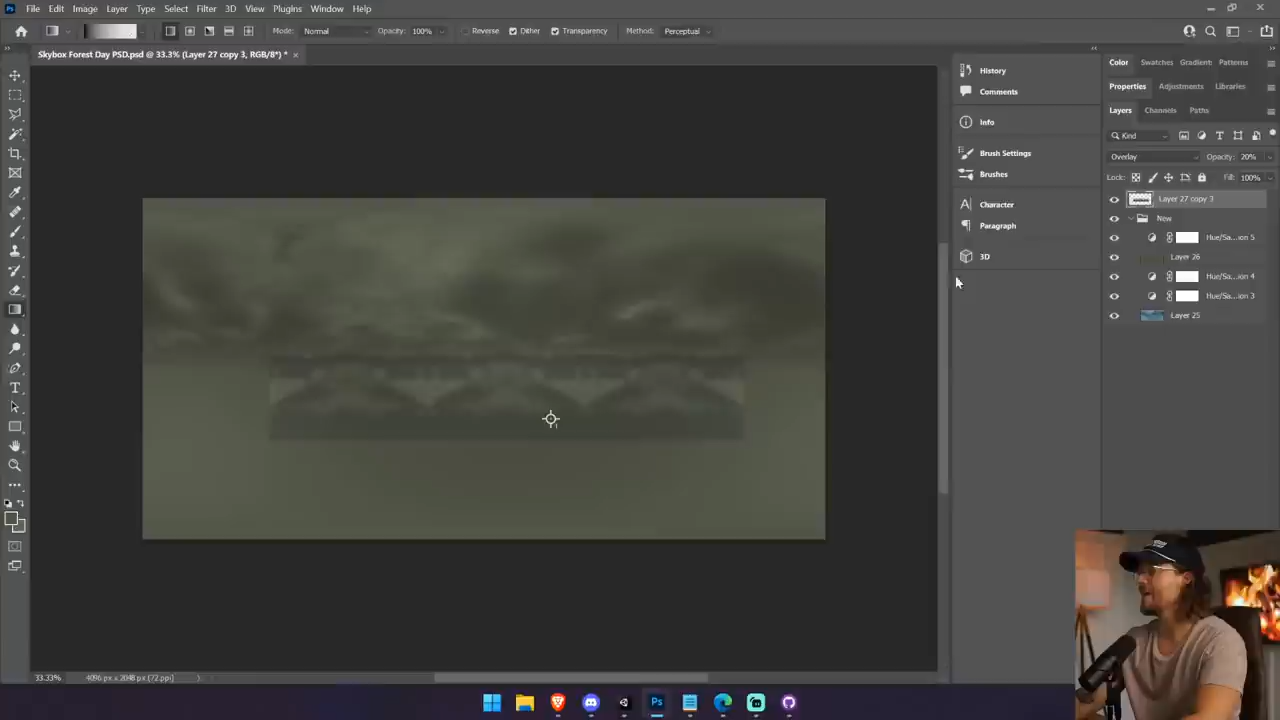 Ps File Edit Image Layer Type Select Filter 3D View Plugins Window Help
Mode: Normal Opacity: 100% Reverse Dither Transparency Method: Perceptual
Skybox Forest Day PSD.psd @ 33.3% (Layer 27 copy 3, RGB/8*) * ×
History
Comments
Info
Brush Settings
Brushes
Character
Paragraph
3D
Color Swatches Gradient: Patterns
Properties Adjustments Libraries
Layers Channels Paths
Kind
Overlay Opacity: 20%
Lock: Fill: 100%
Layer 27 copy 3
New
Hue/Sa...ion 5
Layer 26
Hue/Sa...ion 4
Hue/Sa...ion 3
Layer 25
33.33% 4096 px x 2048 px (72 ppi)
Ps